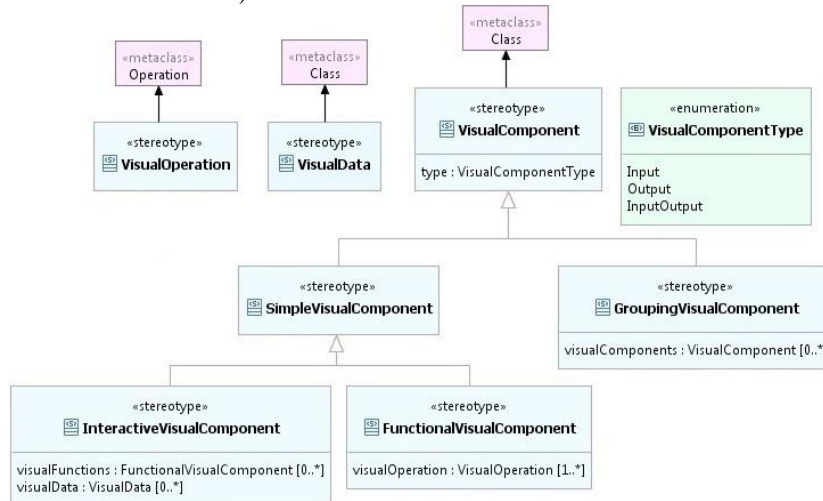 «metaclass»
Class
«metaclass»
Operation
«metaclass»
Class
«stereotype»
VisualOperation
«stereotype»
VisualData
«stereotype»
VisualComponent
type : VisualComponentType
«enumeration»
VisualComponentType
Input
Output
InputOutput
«stereotype»
SimpleVisualComponent
«stereotype»
GroupingVisualComponent
visualComponents : VisualComponent [0..*]
«stereotype»
InteractiveVisualComponent
visualFunctions : FunctionalVisualComponent [0..*]
visualData : VisualData [0..*]
«stereotype»
FunctionalVisualComponent
visualOperation : VisualOperation [1..*]